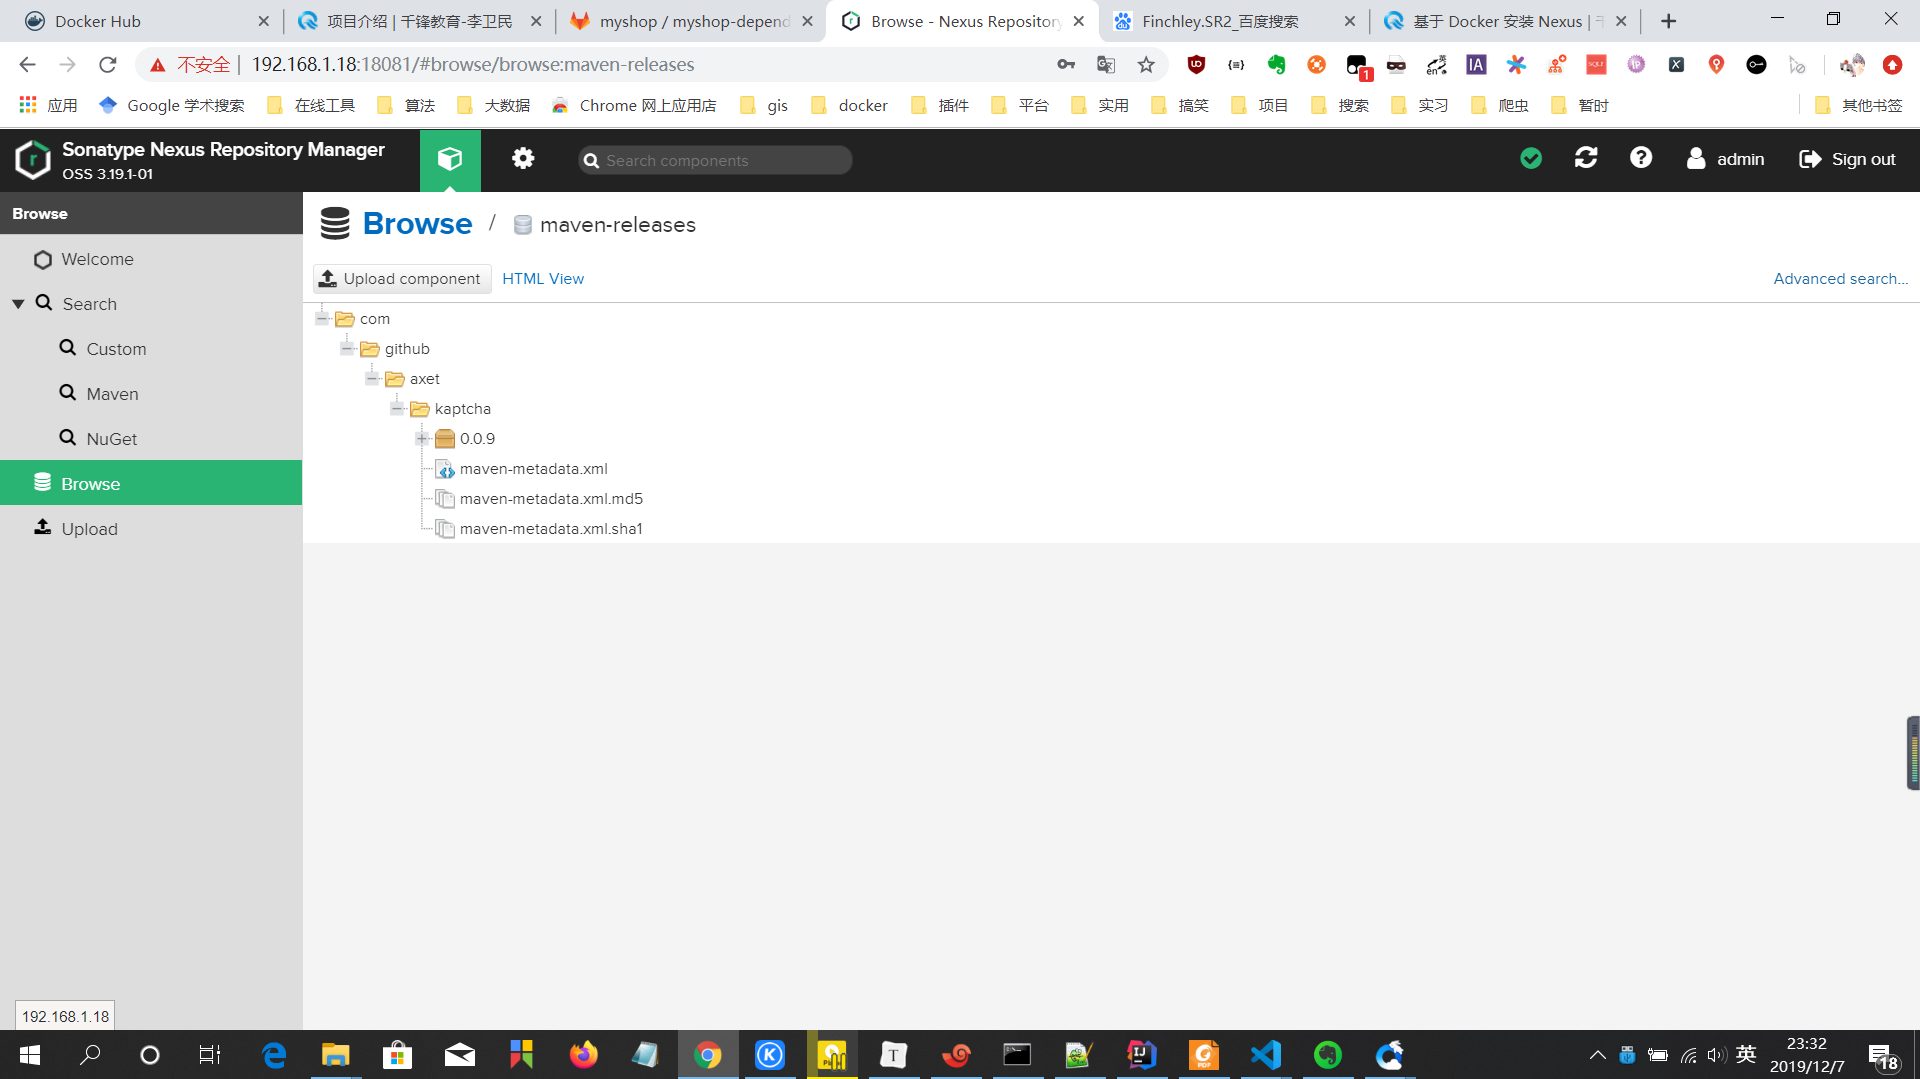 Docker Hub
项目介绍 | 千锋教育-李卫民
myshop / myshop-depend
Browse - Nexus Repository
Finchley.SR2_百度搜索
基于 Docker 安装 Nexus | 千
不安全 | 192.168.1.18:18081/#browse/browse:maven-releases
应用
Google 学术搜索
在线工具
算法
大数据
Chrome 网上应用店
gis
docker
插件
平台
实用
搞笑
项目
搜索
实习
爬虫
暂时
其他书签
Sonatype Nexus Repository Manager
OSS 3.19.1-01
Search components
admin
Sign out
Browse
Welcome
Search
Custom
Maven
NuGet
Browse
Upload
Browse / maven-releases
Upload component
HTML View
Advanced search...
com
github
axet
kaptcha
0.0.9
maven-metadata.xml
maven-metadata.xml.md5
maven-metadata.xml.sha1
192.168.1.18
英
23:32
2019/12/7
18